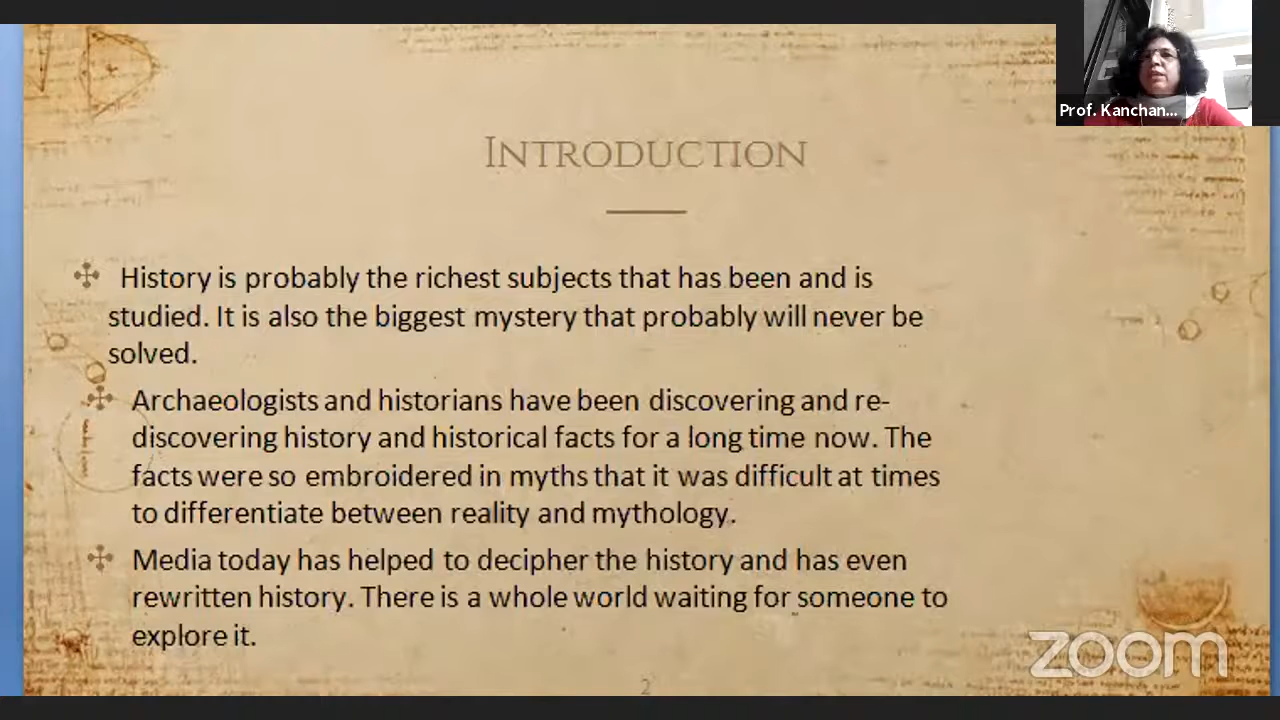 Prof. Kanchan...
INTRODUCTION
History is probably the richest subjects that has been and is
studied. It is also the biggest mystery that probably will never be
solved.
Archaeologists and historians have been discovering and re-
discovering history and historical facts for a long time now. The
facts were so embroidered in myths that it was difficult at times
to differentiate between reality and mythology.
Media today has helped to decipher the history and has even
rewritten history. There is a whole world waiting for someone to
explore it.
zoom
2